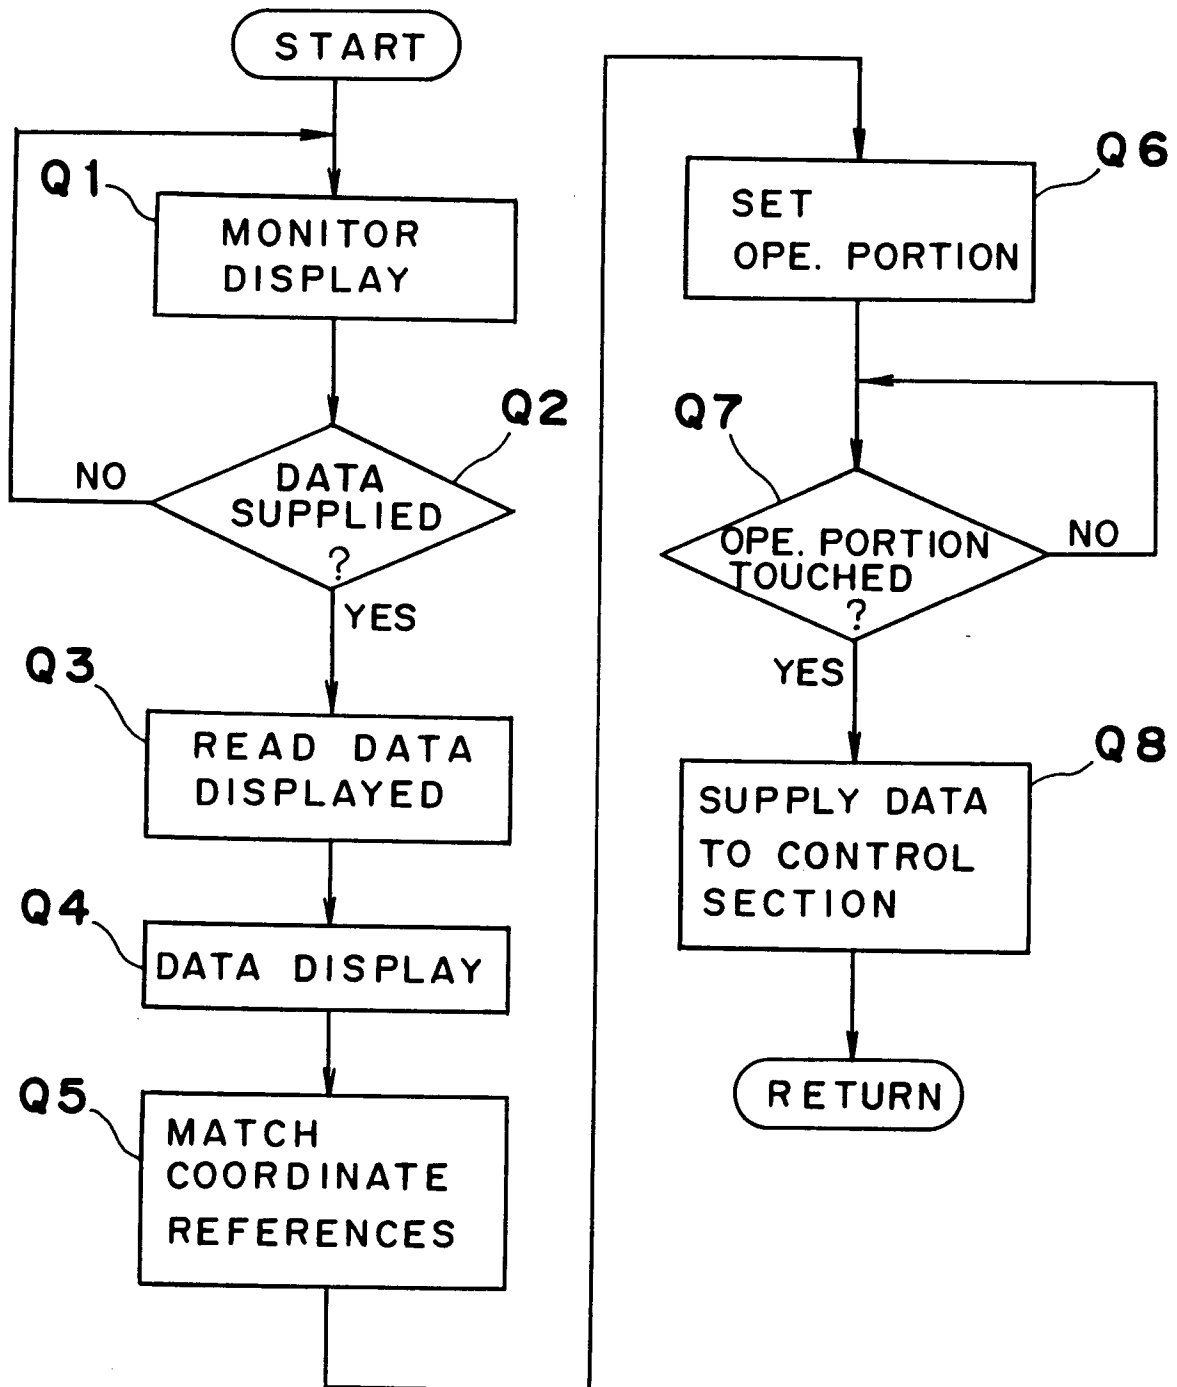 START
Q1
MONITOR
DISPLAY
Q2
DATA
SUPPLIED
?
NO
YES
Q3
READ DATA
DISPLAYED
Q4
DATA DISPLAY
Q5
MATCH
COORDINATE
REFERENCES
Q6
SET
OPE. PORTION
Q7
OPE. PORTION
TOUCHED
?
NO
YES
Q8
SUPPLY DATA
TO CONTROL
SECTION
RETURN